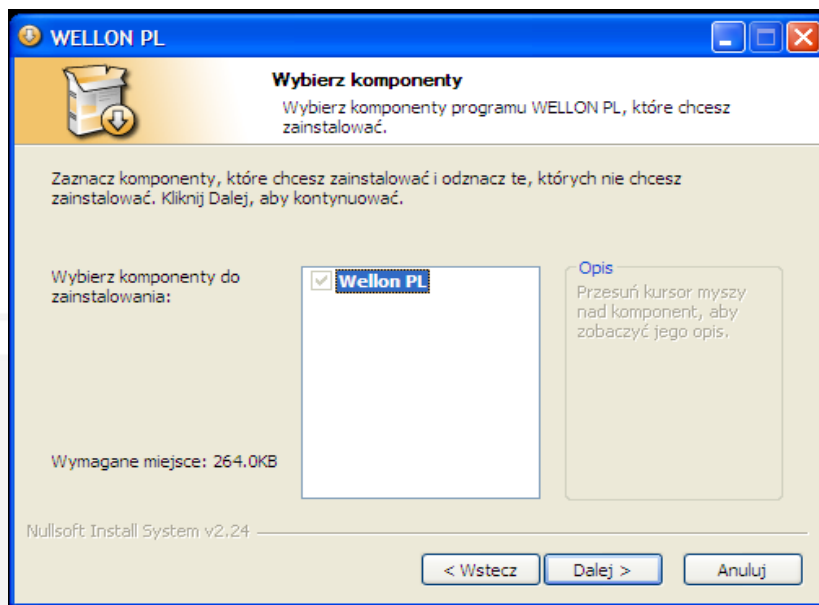 WELLON PL
Wybierz komponenty
Wybierz komponenty programu WELLON PL, które chcesz
zainstalować.
Zaznacz komponenty, które chcesz zainstalować i odznacz te, których nie chcesz
zainstalować. Kliknij Dalej, aby kontynuować.
Wybierz komponenty do
zainstalowania:
Wellon PL
Opis
Przesuń kursor myszy
nad komponent, aby
zobaczyć jego opis.
Wymagane miejsce: 264.0KB
Nullsoft Install System v2.24
< Wstecz
Dalej >
Anuluj